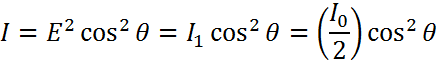 I = E² cos² θ = I₁ cos² θ = (I₀/2) cos² θ